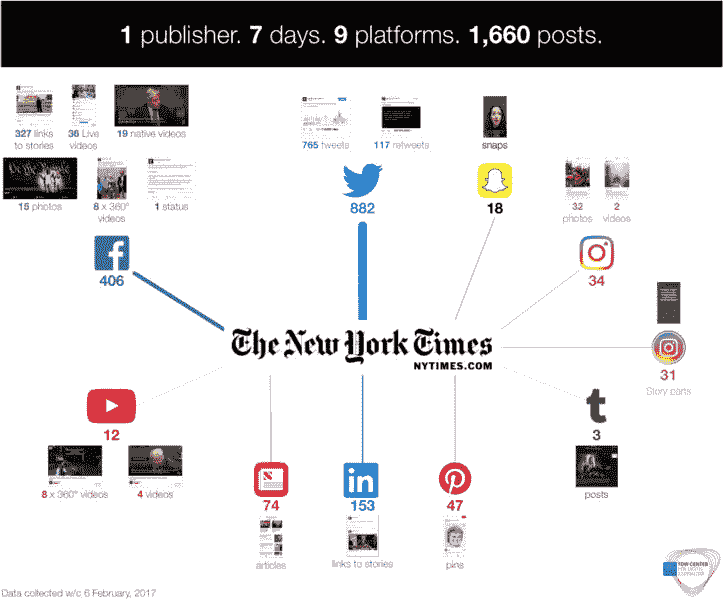 1 publisher. 7 days. 9 platforms. 1,660 posts.
327 links
to stories
36 Live
videos
19 native videos
15 photos
8 x 360°
videos
1 status
406
765 tweets
117 retweets
882
snaps
18
32
photos
2
videos
34
The New York Times
NYTIMES.COM
31
Story parts
12
8 x 360° videos
4 videos
74
articles
153
links to stories
47
pins
3
posts
TOW CENTER
Data collected w/c 6 February, 2017